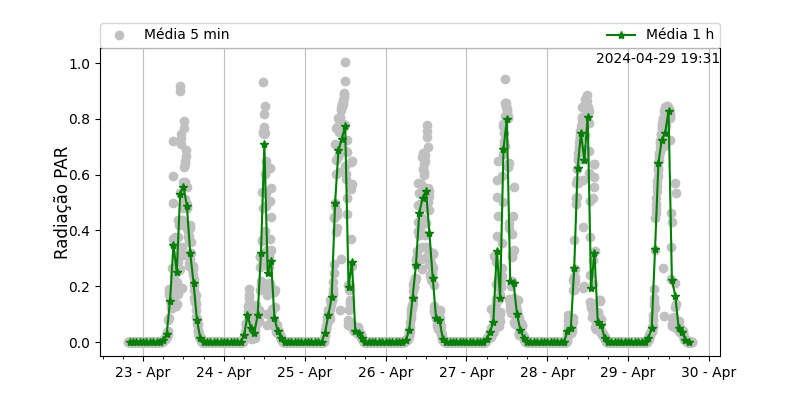 Média 5 min
Média 1 h
2024-04-29 19:31
Radiação PAR
1.0
0.8
0.6
0.4
0.2
0.0
23 - Apr
24 - Apr
25 - Apr
26 - Apr
27 - Apr
28 - Apr
29 - Apr
30 - Apr